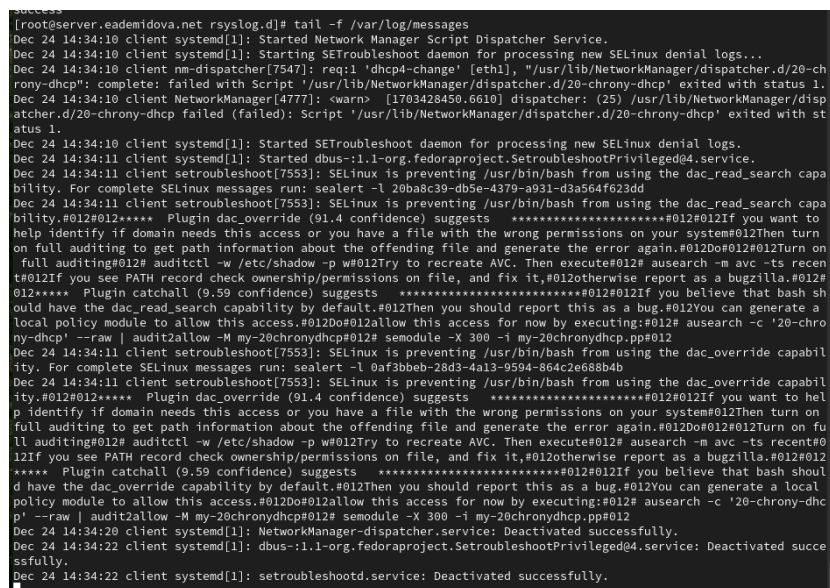 success
[root@server.eademidova.net rsyslog.d]# tail -f /var/log/messages
Dec 24 14:34:10 client systemd[1]: Started Network Manager Script Dispatcher Service.
Dec 24 14:34:10 client systemd[1]: Starting SETroubleshoot daemon for processing new SELinux denial logs...
Dec 24 14:34:10 client nm-dispatcher[7547]: req:1 'dhcp4-change' [eth1], "/usr/lib/NetworkManager/dispatcher.d/20-ch
rony-dhcp": complete: failed with Script '/usr/lib/NetworkManager/dispatcher.d/20-chrony-dhcp' exited with status 1.
Dec 24 14:34:10 client NetworkManager[4777]: <warn>  [1703428450.6610] dispatcher: (25) /usr/lib/NetworkManager/disp
atcher.d/20-chrony-dhcp failed (failed): Script '/usr/lib/NetworkManager/dispatcher.d/20-chrony-dhcp' exited with st
atus 1.
Dec 24 14:34:10 client systemd[1]: Started SETroubleshoot daemon for processing new SELinux denial logs.
Dec 24 14:34:11 client systemd[1]: Started dbus-:1.1-org.fedoraproject.SetroubleshootPrivileged@4.service.
Dec 24 14:34:11 client setroubleshoot[7553]: SELinux is preventing /usr/bin/bash from using the dac_read_search capa
bility. For complete SELinux messages run: sealert -l 20ba8c39-db5e-4379-a931-d3a564f623dd
Dec 24 14:34:11 client setroubleshoot[7553]: SELinux is preventing /usr/bin/bash from using the dac_read_search capa
bility.#012#012*****  Plugin dac_override (91.4 confidence) suggests   **********************#012#012If you want to 
help identify if domain needs this access or you have a file with the wrong permissions on your system#012Then turn 
on full auditing to get path information about the offending file and generate the error again.#012Do#012#012Turn on
 full auditing#012# auditctl -w /etc/shadow -p w#012Try to recreate AVC. Then execute#012# ausearch -m avc -ts recen
t#012If you see PATH record check ownership/permissions on file, and fix it,#012otherwise report as a bugzilla.#012#
012*****  Plugin catchall (9.59 confidence) suggests   **************************#012#012If you believe that bash sh
ould have the dac_read_search capability by default.#012Then you should report this as a bug.#012You can generate a 
local policy module to allow this access.#012Do#012allow this access for now by executing:#012# ausearch -c '20-chro
ny-dhcp' --raw | audit2allow -M my-20chronydhcp#012# semodule -X 300 -i my-20chronydhcp.pp#012
Dec 24 14:34:11 client setroubleshoot[7553]: SELinux is preventing /usr/bin/bash from using the dac_override capabil
ity. For complete SELinux messages run: sealert -l 0af3bbeb-28d3-4a13-9594-864c2e688b4b
Dec 24 14:34:11 client setroubleshoot[7553]: SELinux is preventing /usr/bin/bash from using the dac_override capabil
ity.#012#012*****  Plugin dac_override (91.4 confidence) suggests   **********************#012#012If you want to hel
p identify if domain needs this access or you have a file with the wrong permissions on your system#012Then turn on 
full auditing to get path information about the offending file and generate the error again.#012Do#012#012Turn on fu
ll auditing#012# auditctl -w /etc/shadow -p w#012Try to recreate AVC. Then execute#012# ausearch -m avc -ts recent#0
12If you see PATH record check ownership/permissions on file, and fix it,#012otherwise report as a bugzilla.#012#012
*****  Plugin catchall (9.59 confidence) suggests   **************************#012#012If you believe that bash shoul
d have the dac_override capability by default.#012Then you should report this as a bug.#012You can generate a local 
policy module to allow this access.#012Do#012allow this access for now by executing:#012# ausearch -c '20-chrony-dhc
p' --raw | audit2allow -M my-20chronydhcp#012# semodule -X 300 -i my-20chronydhcp.pp#012
Dec 24 14:34:20 client systemd[1]: NetworkManager-dispatcher.service: Deactivated successfully.
Dec 24 14:34:22 client systemd[1]: dbus-:1.1-org.fedoraproject.SetroubleshootPrivileged@4.service: Deactivated succe
ssfully.
Dec 24 14:34:22 client systemd[1]: setroubleshootd.service: Deactivated successfully.